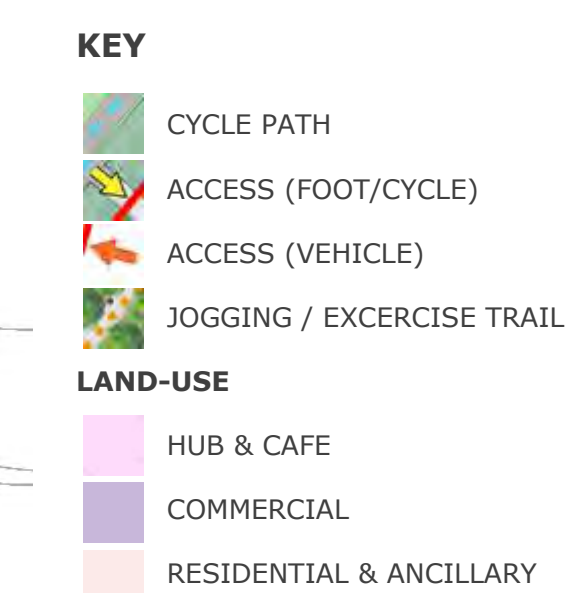 KEY
CYCLE PATH
ACCESS (FOOT/CYCLE)
ACCESS (VEHICLE)
JOGGING / EXCERCISE TRAIL
LAND-USE
HUB & CAFE
COMMERCIAL
RESIDENTIAL & ANCILLARY